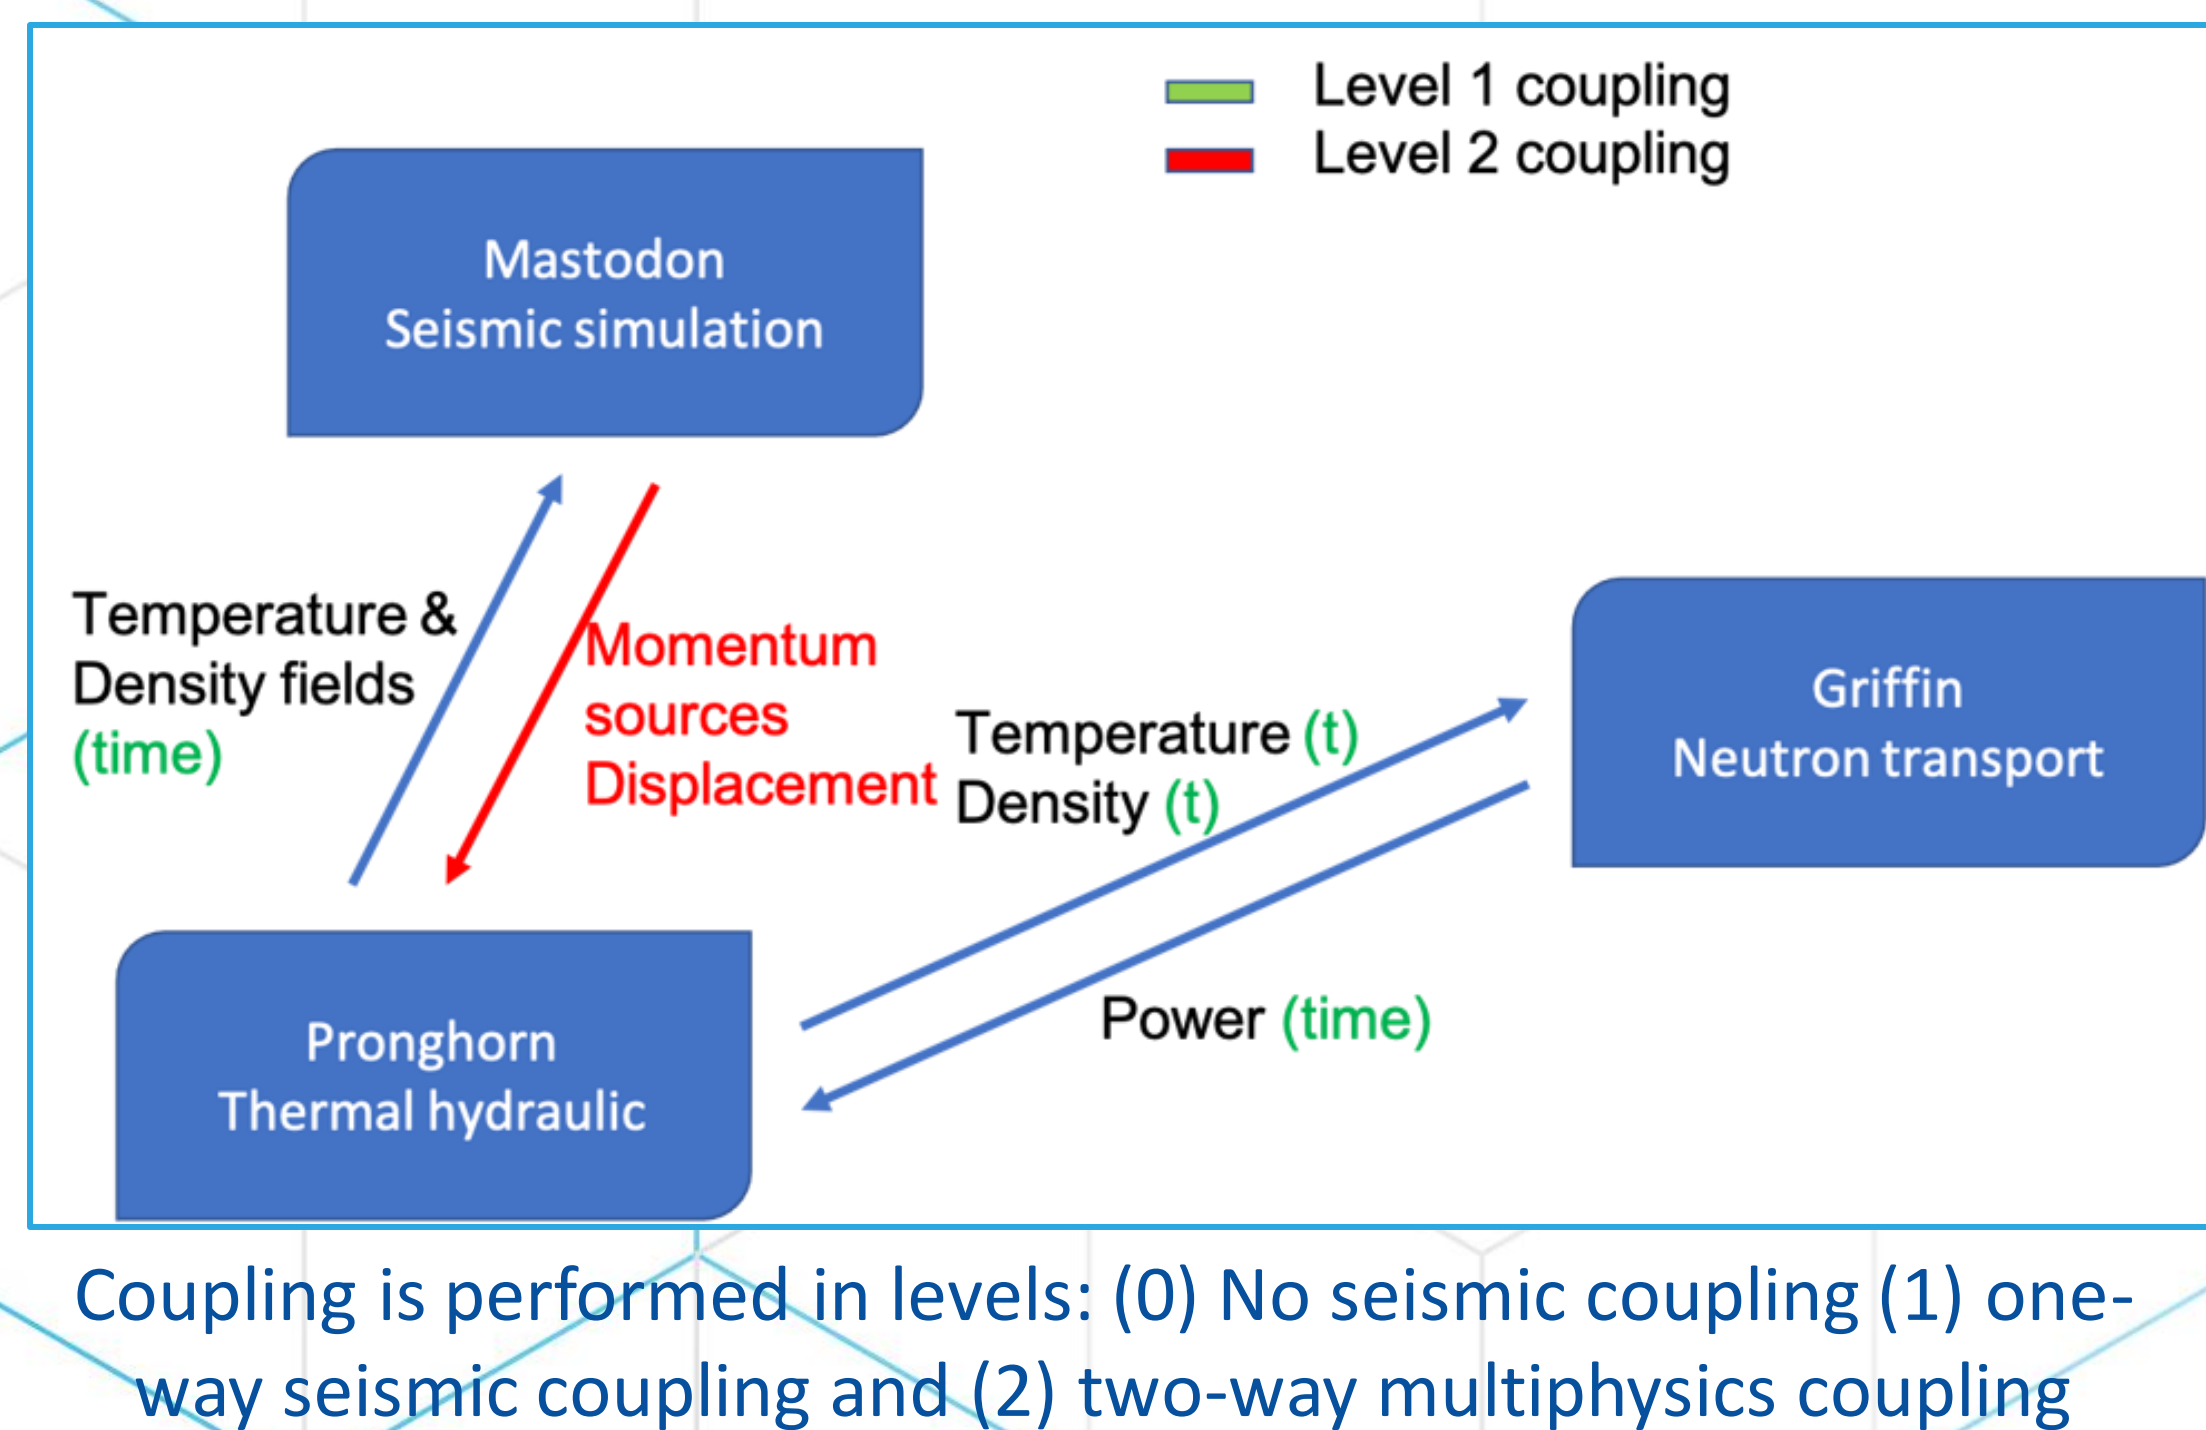 Level 1 coupling
Level 2 coupling
Mastodon
Seismic simulation
Temperature &
Density fields
(time)
Momentum
sources
Displacement
Temperature (t)
Density (t)
Griffin
Neutron transport
Power (time)
Pronghorn
Thermal hydraulic
Coupling is performed in levels: (0) No seismic coupling (1) one-
way seismic coupling and (2) two-way multiphysics coupling